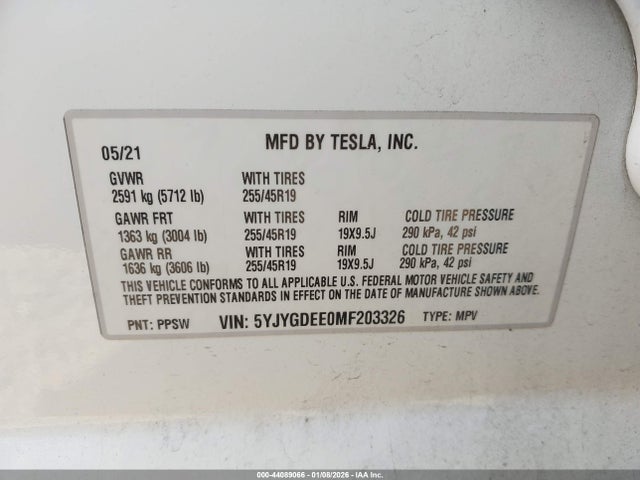 MFD BY TESLA, INC.
05/21
GVWR WITH TIRES
2591 kg (5712 lb) 255/45R19
GAWR FRT WITH TIRES RIM COLD TIRE PRESSURE
1363 kg (3004 lb) 255/45R19 19X9.5J 290 kPa, 42 psi
GAWR RR WITH TIRES RIM COLD TIRE PRESSURE
1636 kg (3606 lb) 255/45R19 19X9.5J 290 kPa, 42 psi
THIS VEHICLE CONFORMS TO ALL APPLICABLE U.S. FEDERAL MOTOR VEHICLE SAFETY AND
THEFT PREVENTION STANDARDS IN EFFECT ON THE DATE OF MANUFACTURE SHOWN ABOVE.
PNT: PPSW VIN: 5YJYGDEE0MF203326 TYPE: MPV
000-44089066 - 01/08/2026 - IAA Inc.